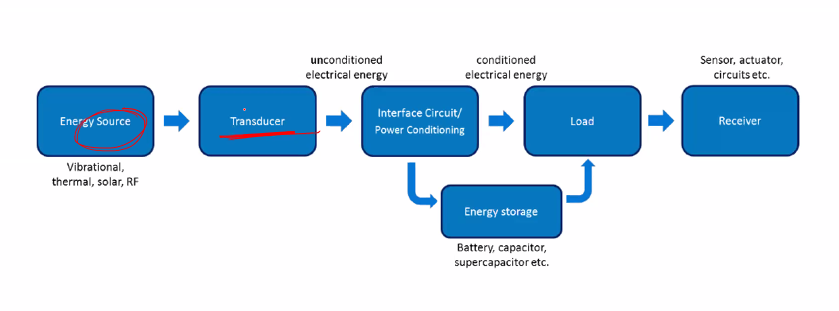 unconditioned
electrical energy
conditioned
electrical energy
Sensor, actuator,
circuits etc.
Energy Source
Transducer
Interface Circuit/
Power Conditioning
Load
Receiver
Vibrational,
thermal, solar, RF
Energy storage
Battery, capacitor,
supercapacitor etc.